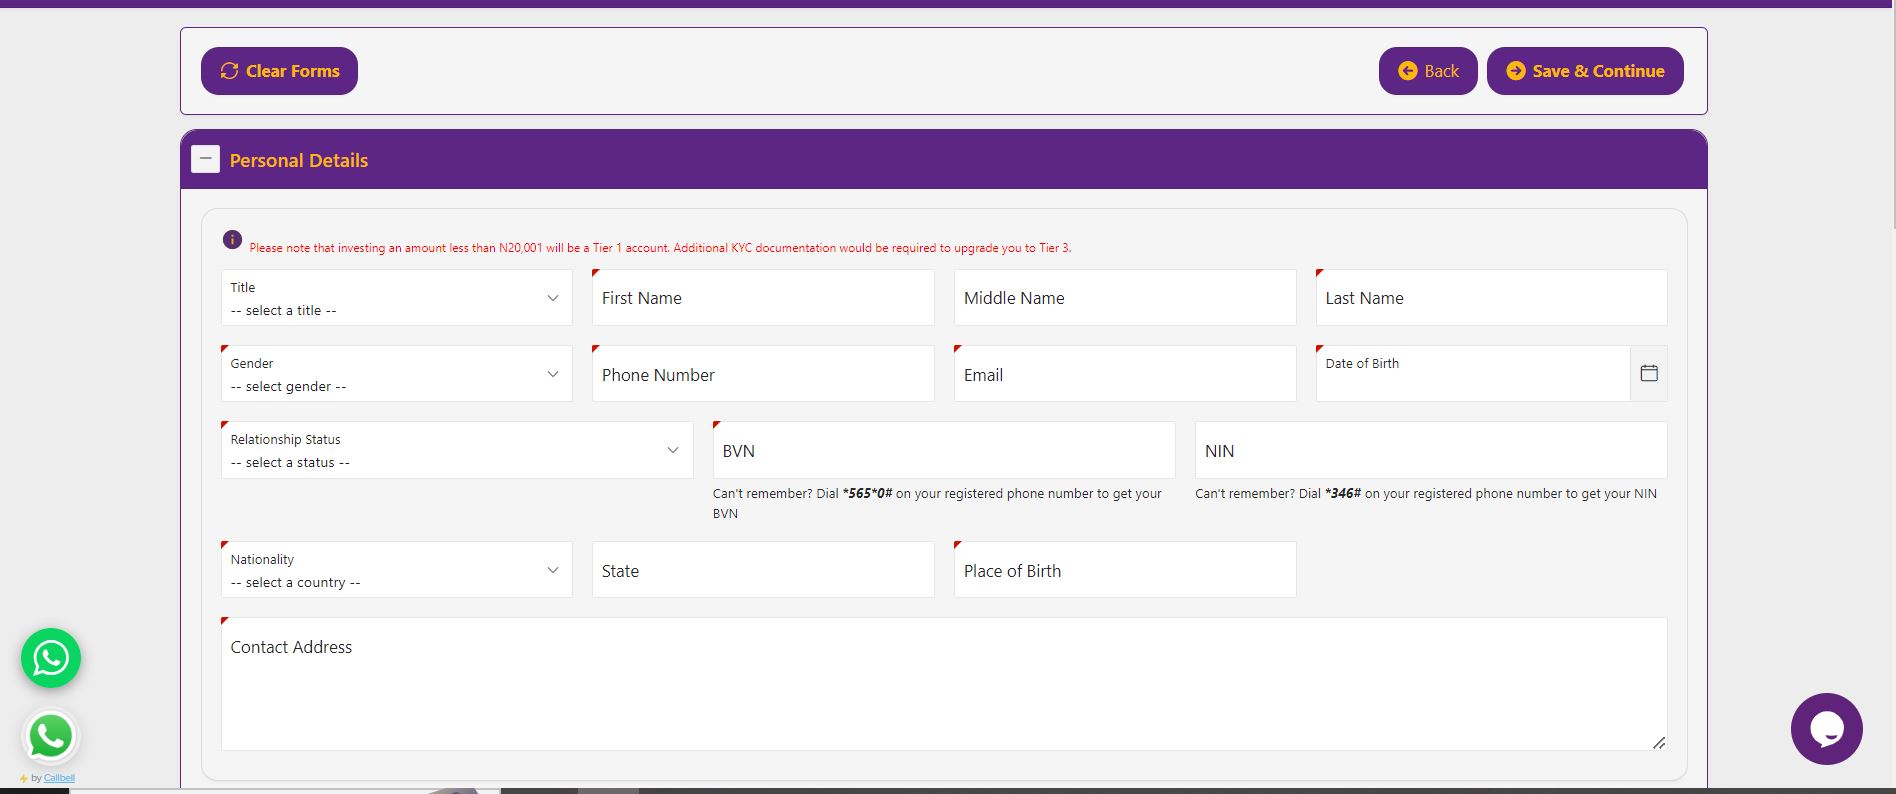 Clear Forms
Back
Save & Continue
Personal Details
Please note that investing an amount less than N20,001 will be a Tier 1 account. Additional KYC documentation would be required to upgrade you to Tier 3.
Title
-- select a title --
First Name
Middle Name
Last Name
Gender
-- select gender --
Phone Number
Email
Date of Birth
Relationship Status
-- select a status --
BVN
NIN
Can't remember? Dial *565*0# on your registered phone number to get your
BVN
Can't remember? Dial *346# on your registered phone number to get your NIN
Nationality
-- select a country --
State
Place of Birth
Contact Address
by Callbell